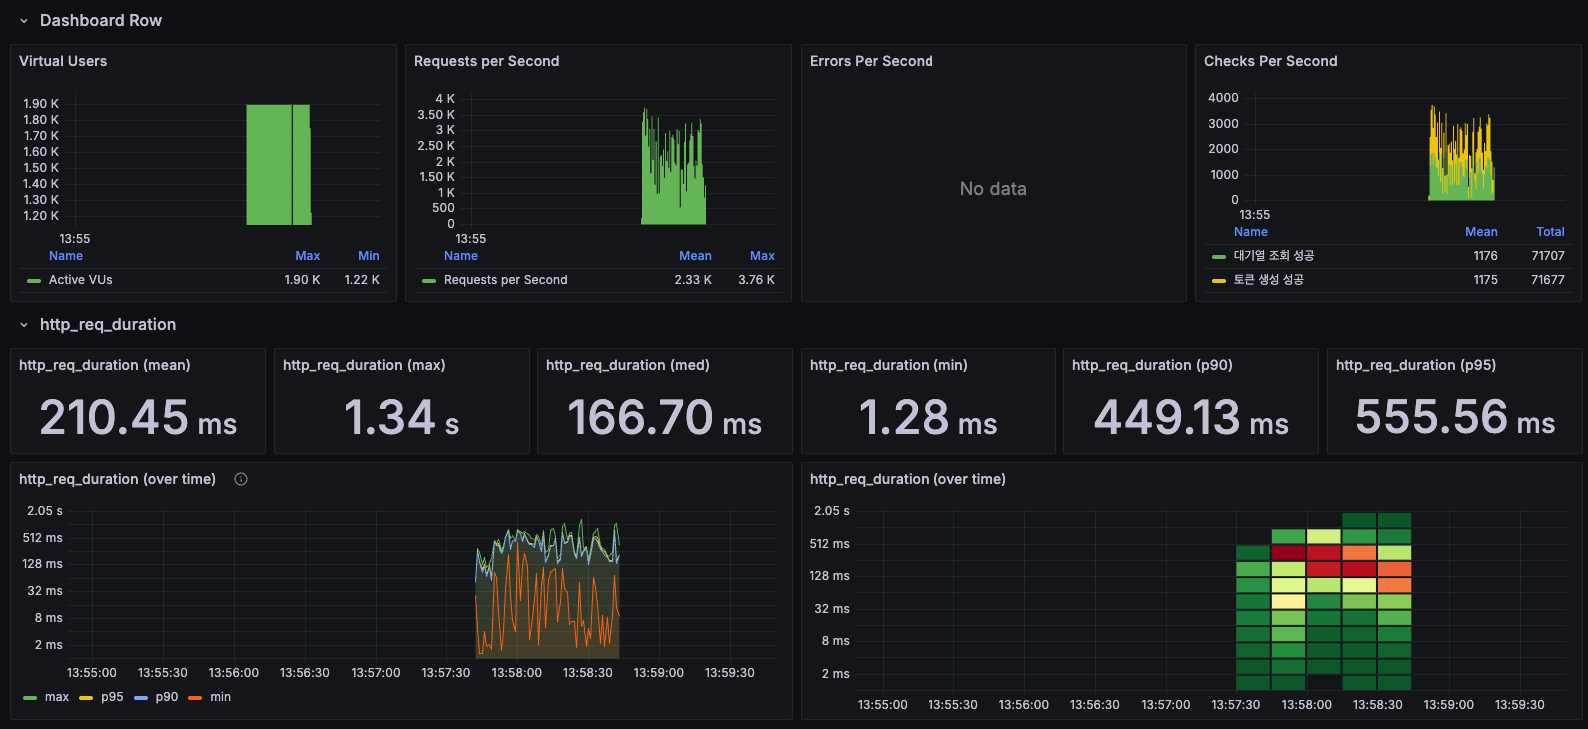 Dashboard Row
Virtual Users
1.90 K
1.80 K
1.70 K
1.60 K
1.50 K
1.40 K
1.30 K
1.20 K
13:55
Name Max Min
Active VUs 1.90 K 1.22 K
Requests per Second
4 K
3.50 K
3 K
2.50 K
2 K
1.50 K
1 K
500
0
13:55
Name Mean Max
Requests per Second 2.33 K 3.76 K
Errors Per Second
No data
Checks Per Second
4000
3000
2000
1000
0
13:55
Name Mean Total
대기열 조회 성공 1176 71707
토큰 생성 성공 1175 71677
http_req_duration
http_req_duration (mean)
210.45 ms
http_req_duration (max)
1.34 s
http_req_duration (med)
166.70 ms
http_req_duration (min)
1.28 ms
http_req_duration (p90)
449.13 ms
http_req_duration (p95)
555.56 ms
http_req_duration (over time)
2.05 s
512 ms
128 ms
32 ms
8 ms
2 ms
13:55:00 13:55:30 13:56:00 13:56:30 13:57:00 13:57:30 13:58:00 13:58:30 13:59:00 13:59:30
max p95 p90 min
http_req_duration (over time)
2.05 s
512 ms
128 ms
32 ms
8 ms
2 ms
13:55:00 13:55:30 13:56:00 13:56:30 13:57:00 13:57:30 13:58:00 13:58:30 13:59:00 13:59:30